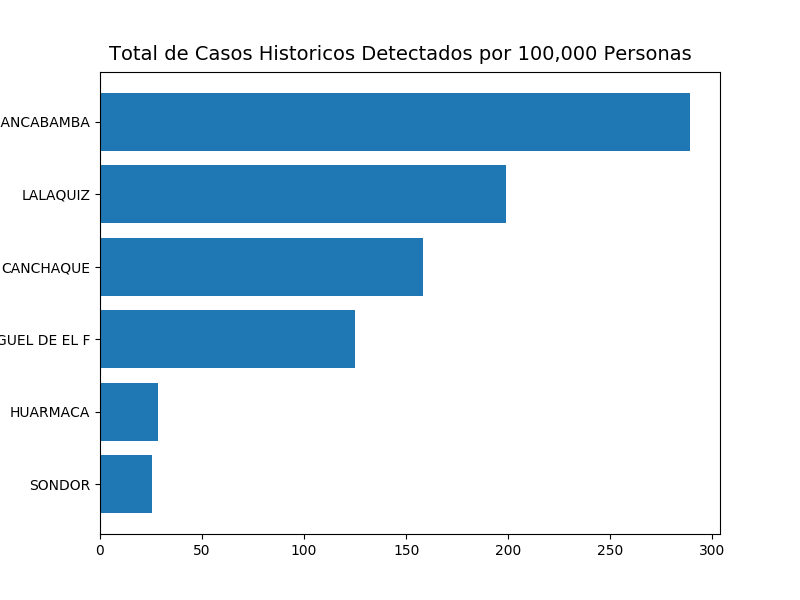 Total de Casos Historicos Detectados por 100,000 Personas
ANCABAMBA
LALAQUIZ
CANCHAQUE
GUEL DE EL F
HUARMACA
SONDOR
0 50 100 150 200 250 300